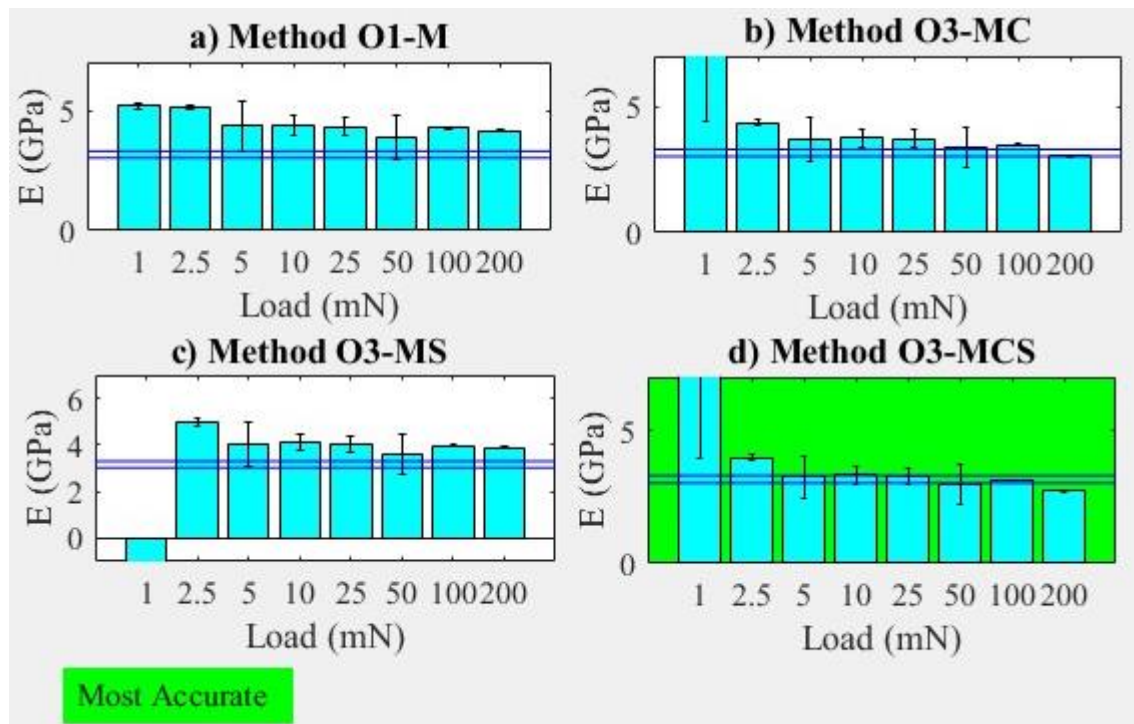 a) Method O1-M
5
0
E (GPa)
1 2.5 5 10 25 50 100 200
Load (mN)
b) Method O3-MC
5
0
E (GPa)
1 2.5 5 10 25 50 100 200
Load (mN)
c) Method O3-MS
6
4
2
0
E (GPa)
1 2.5 5 10 25 50 100 200
Load (mN)
d) Method O3-MCS
5
0
E (GPa)
1 2.5 5 10 25 50 100 200
Load (mN)
Most Accurate